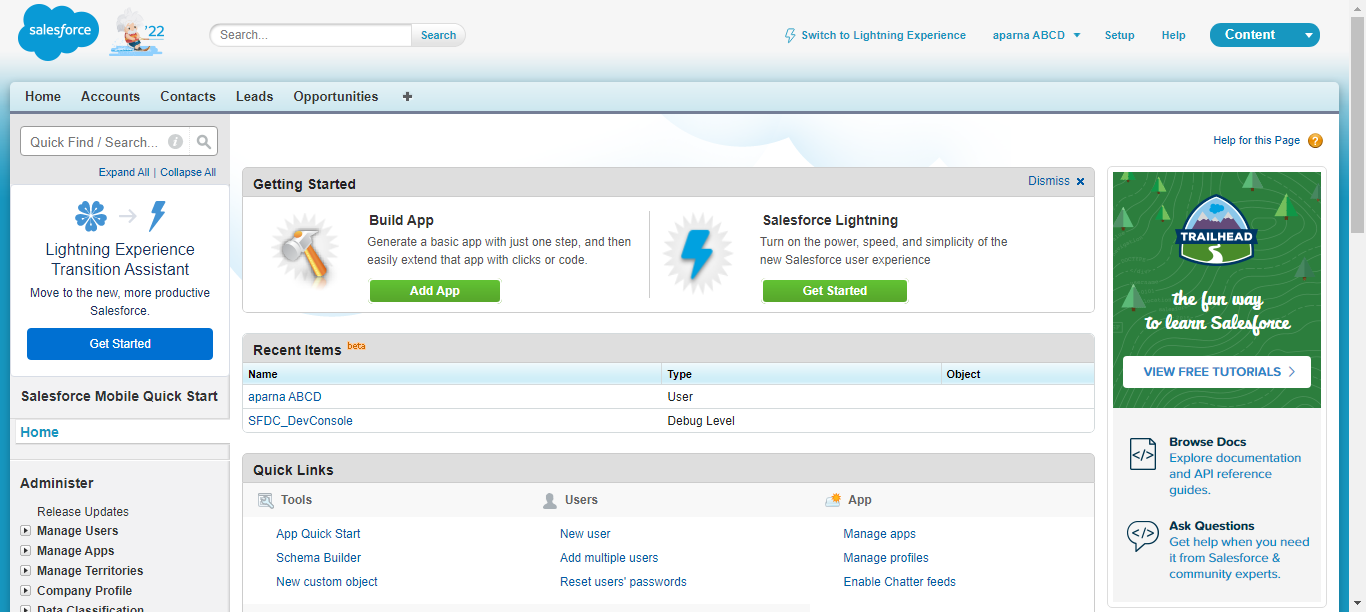 salesforce
'22
Search...
Search
Switch to Lightning Experience
aparna ABCD
Setup
Help
Content
Home
Accounts
Contacts
Leads
Opportunities
+
Quick Find / Search...
i
Expand All | Collapse All
Lightning Experience
Transition Assistant
Move to the new, more productive
Salesforce.
Get Started
Salesforce Mobile Quick Start
Home
Administer
Release Updates
Manage Users
Manage Apps
Manage Territories
Company Profile
Data Classification
Help for this Page ?
Getting Started
Dismiss x
Build App
Generate a basic app with just one step, and then
easily extend that app with clicks or code.
Add App
Salesforce Lightning
Turn on the power, speed, and simplicity of the
new Salesforce user experience
Get Started
Recent Items beta
Name Type Object
aparna ABCD User
SFDC_DevConsole Debug Level
Quick Links
Tools
App Quick Start
Schema Builder
New custom object
Users
New user
Add multiple users
Reset users' passwords
App
Manage apps
Manage profiles
Enable Chatter feeds
TRAILHEAD
the fun way
to learn Salesforce
VIEW FREE TUTORIALS
</>
Browse Docs
Explore documentation
and API reference
guides.
</>
Ask Questions
Get help when you need
it from Salesforce &
community experts.